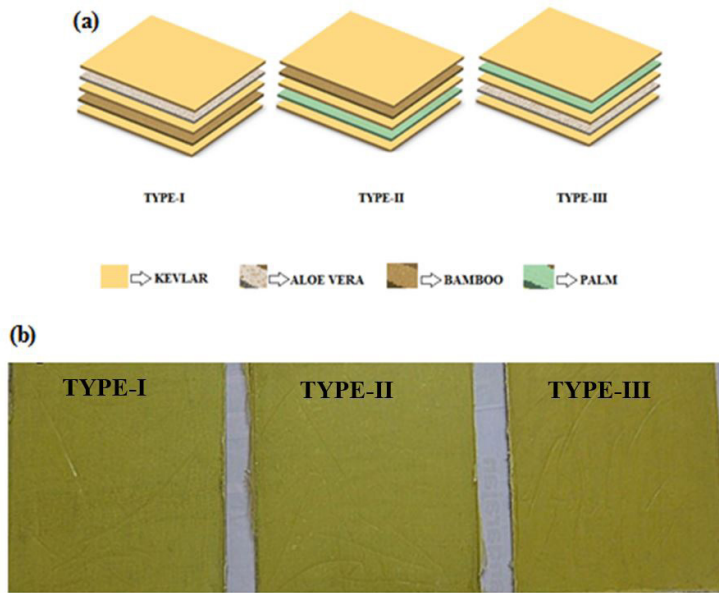 (a)
TYPE-I TYPE-II TYPE-III
KEVLAR ALOE VERA BAMBOO PALM
(b)
TYPE-I TYPE-II TYPE-III